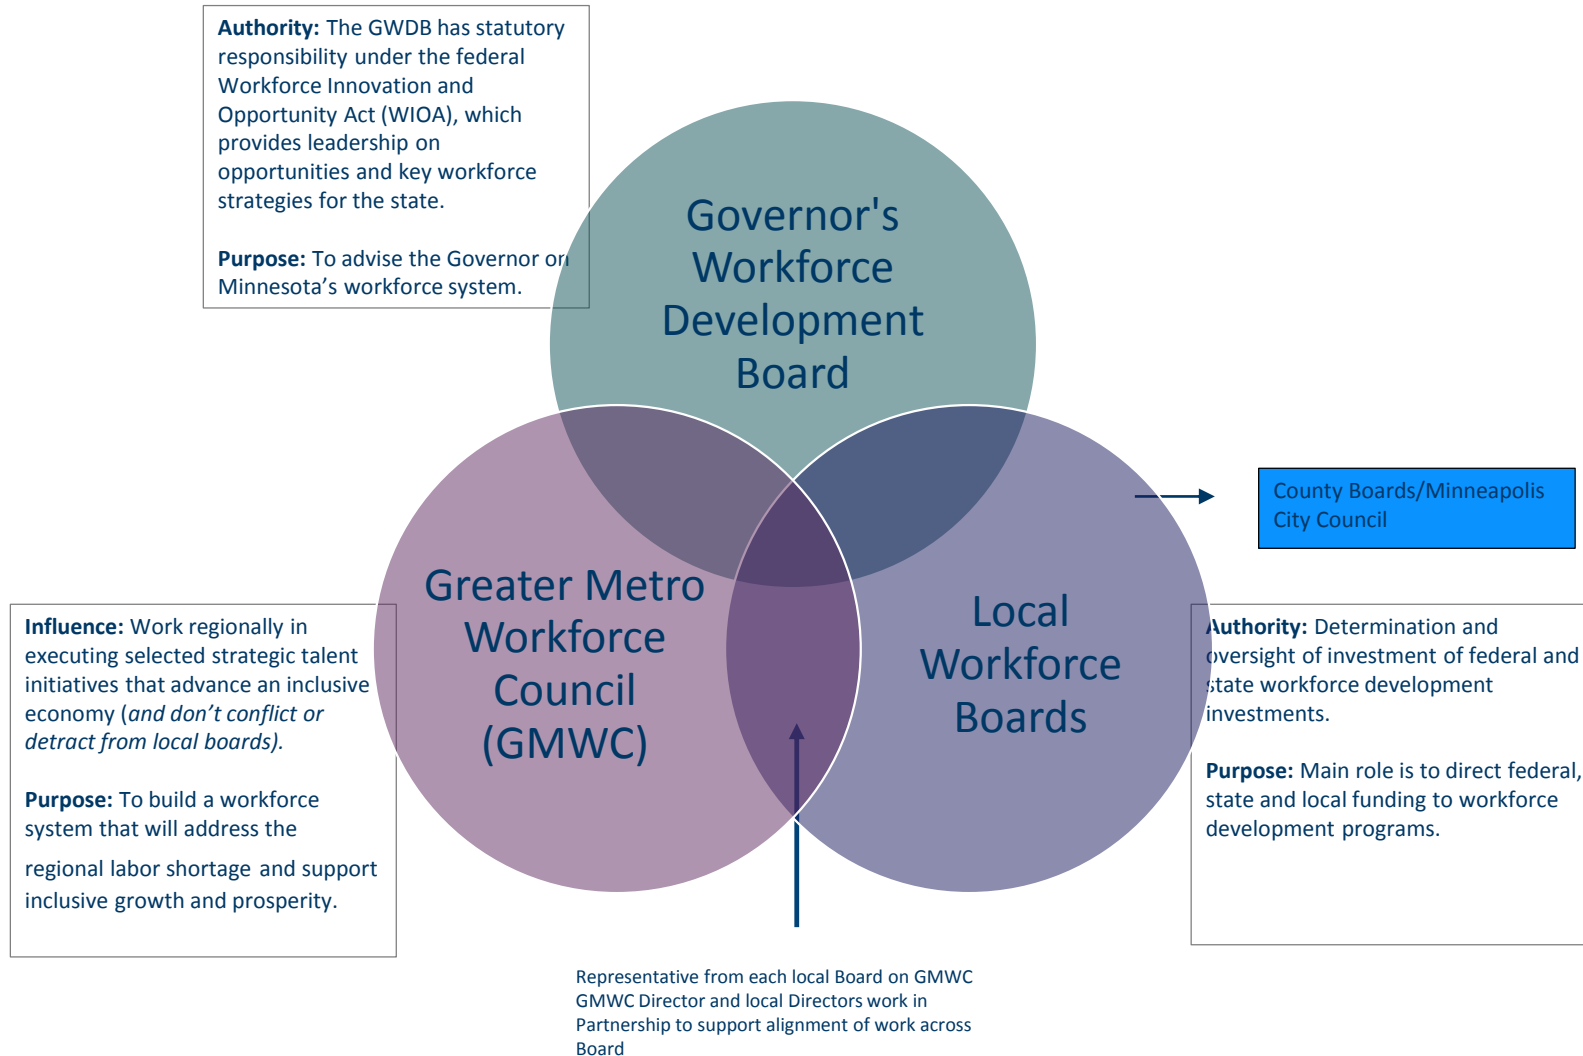 Authority: The GWDB has statutory
responsibility under the federal
Workforce Innovation and
Opportunity Act (WIOA), which
provides leadership on
opportunities and key workforce
strategies for the state.
Purpose: To advise the Governor on
Minnesota’s workforce system.
Governor's
Workforce
Development
Board
County Boards/Minneapolis
City Council
Influence: Work regionally in
executing selected strategic talent
initiatives that advance an inclusive
economy (and don’t conflict or
detract from local boards).
Purpose: To build a workforce
system that will address the
regional labor shortage and support
inclusive growth and prosperity.
Greater Metro
Workforce
Council
(GMWC)
Local
Workforce
Boards
Authority: Determination and
oversight of investment of federal and
state workforce development
investments.
Purpose: Main role is to direct federal,
state and local funding to workforce
development programs.
Representative from each local Board on GMWC
GMWC Director and local Directors work in
Partnership to support alignment of work across
Board